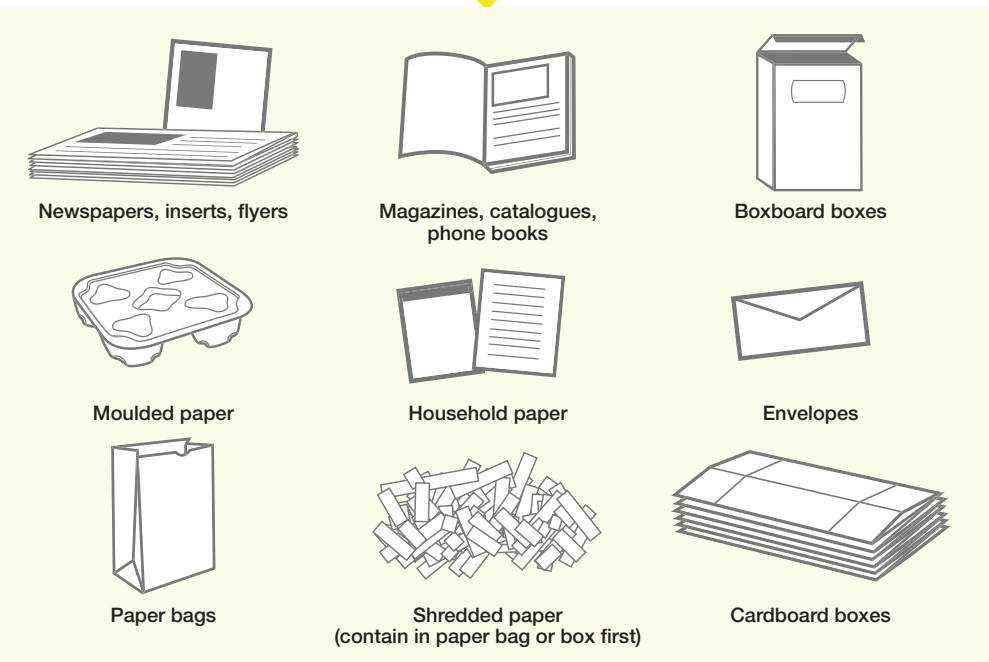 Newspapers, inserts, flyers
Magazines, catalogues,
phone books
Boxboard boxes
Moulded paper
Household paper
Envelopes
Paper bags
Shredded paper
(contain in paper bag or box first)
Cardboard boxes